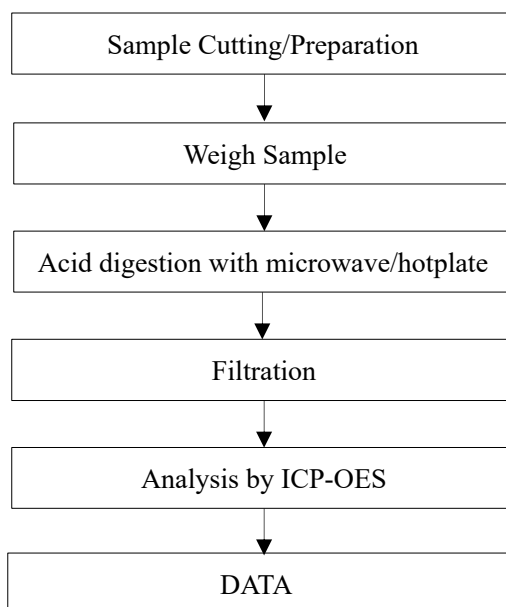 Sample Cutting/Preparation
Weigh Sample
Acid digestion with microwave/hotplate
Filtration
Analysis by ICP-OES
DATA